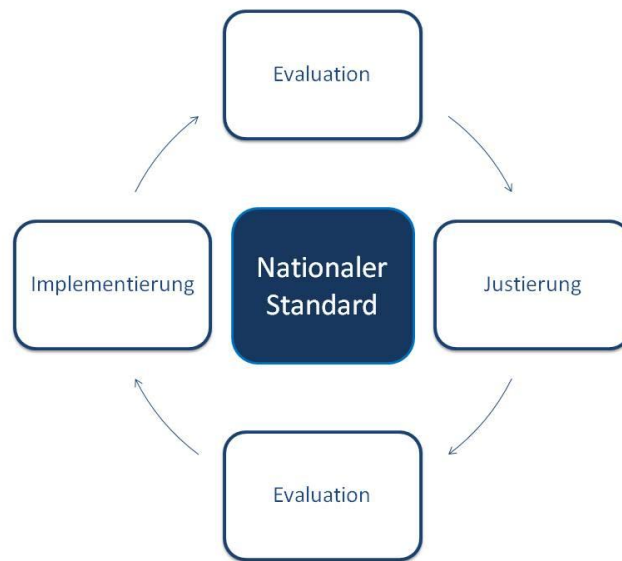 Evaluation
Implementierung
Nationaler
Standard
Justierung
Evaluation